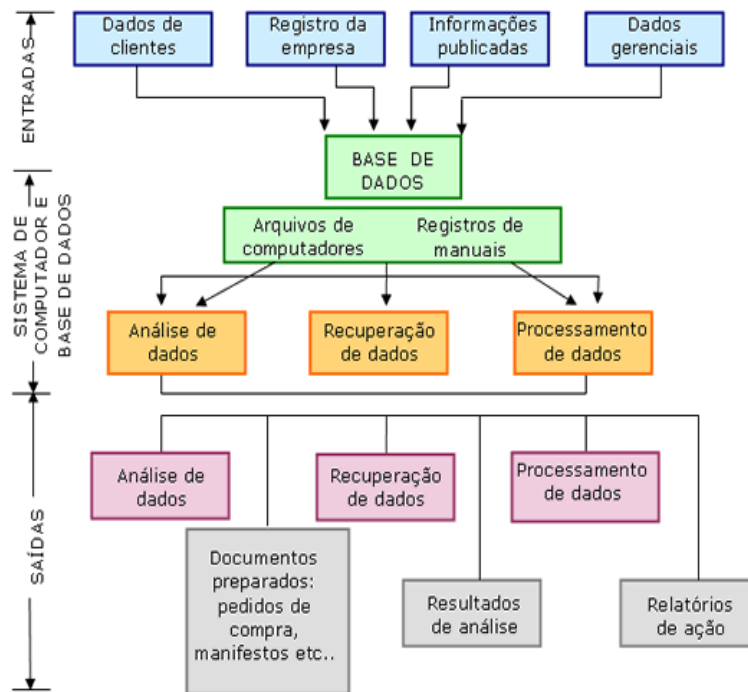 ENTRADAS
Dados de
clientes
Registro da
empresa
Informações
publicadas
Dados
gerenciais
BASE DE
DADOS
SISTEMA DE
COMPUTADOR E
BASE DE DADOS
Arquivos de
computadores
Registros de
manuais
Análise de
dados
Recuperação
de dados
Processamento
de dados
SAÍDAS
Análise de
dados
Recuperação
de dados
Processamento
de dados
Documentos
preparados:
pedidos de
compra,
manifestos etc..
Resultados
de análise
Relatórios
de ação